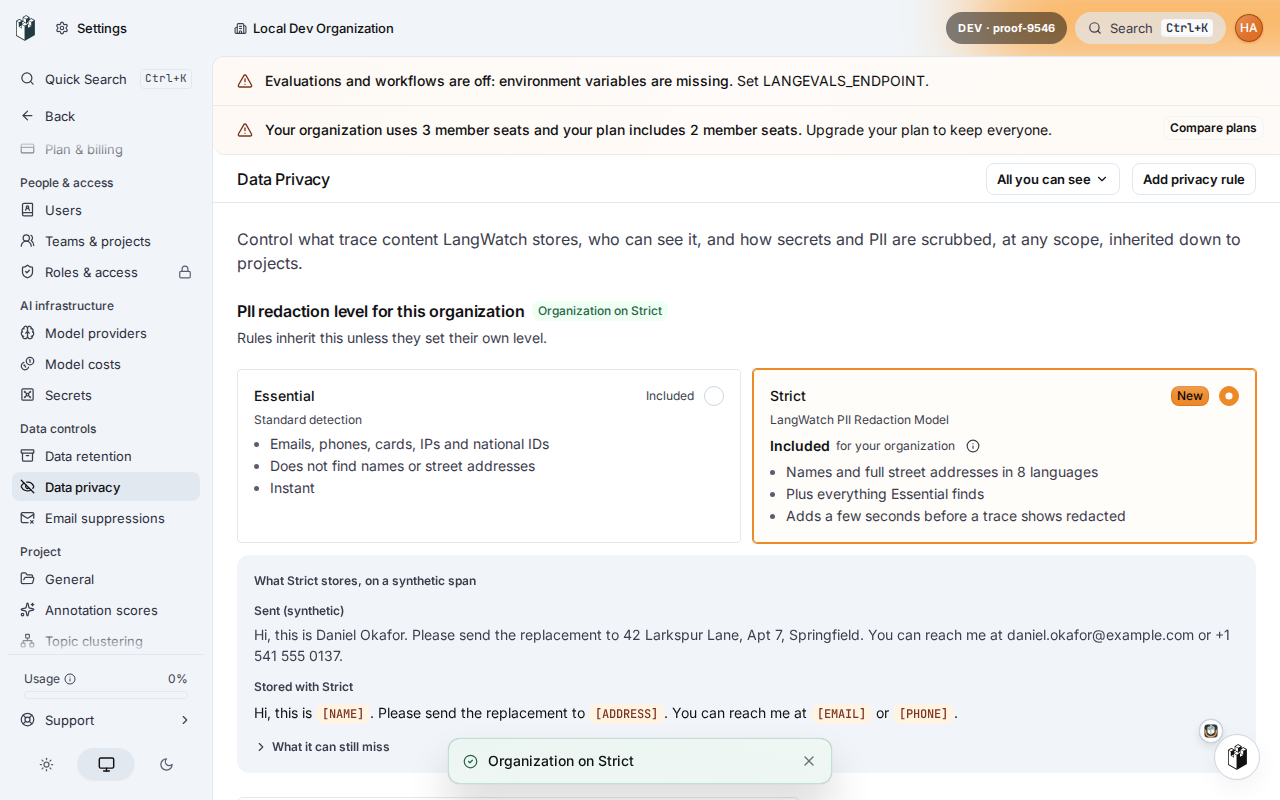 Settings
Local Dev Organization
DEV · proof-9546
Search Ctrl+K
HA
Quick Search Ctrl+K
Back
Plan & billing
People & access
Users
Teams & projects
Roles & access
AI infrastructure
Model providers
Model costs
Secrets
Data controls
Data retention
Data privacy
Email suppressions
Project
General
Annotation scores
Topic clustering
Usage 0%
Support
Evaluations and workflows are off: environment variables are missing. Set LANGEVALS_ENDPOINT.
Your organization uses 3 member seats and your plan includes 2 member seats. Upgrade your plan to keep everyone.
Compare plans
Data Privacy
All you can see
Add privacy rule
Control what trace content LangWatch stores, who can see it, and how secrets and PII are scrubbed, at any scope, inherited down to
projects.
PII redaction level for this organization Organization on Strict
Rules inherit this unless they set their own level.
Essential Included
Standard detection
Emails, phones, cards, IPs and national IDs
Does not find names or street addresses
Instant
Strict New
LangWatch PII Redaction Model
Included for your organization
Names and full street addresses in 8 languages
Plus everything Essential finds
Adds a few seconds before a trace shows redacted
What Strict stores, on a synthetic span
Sent (synthetic)
Hi, this is Daniel Okafor. Please send the replacement to 42 Larkspur Lane, Apt 7, Springfield. You can reach me at daniel.okafor@example.com or +1
541 555 0137.
Stored with Strict
Hi, this is [NAME] . Please send the replacement to [ADDRESS] . You can reach me at [EMAIL] or [PHONE] .
What it can still miss
Organization on Strict